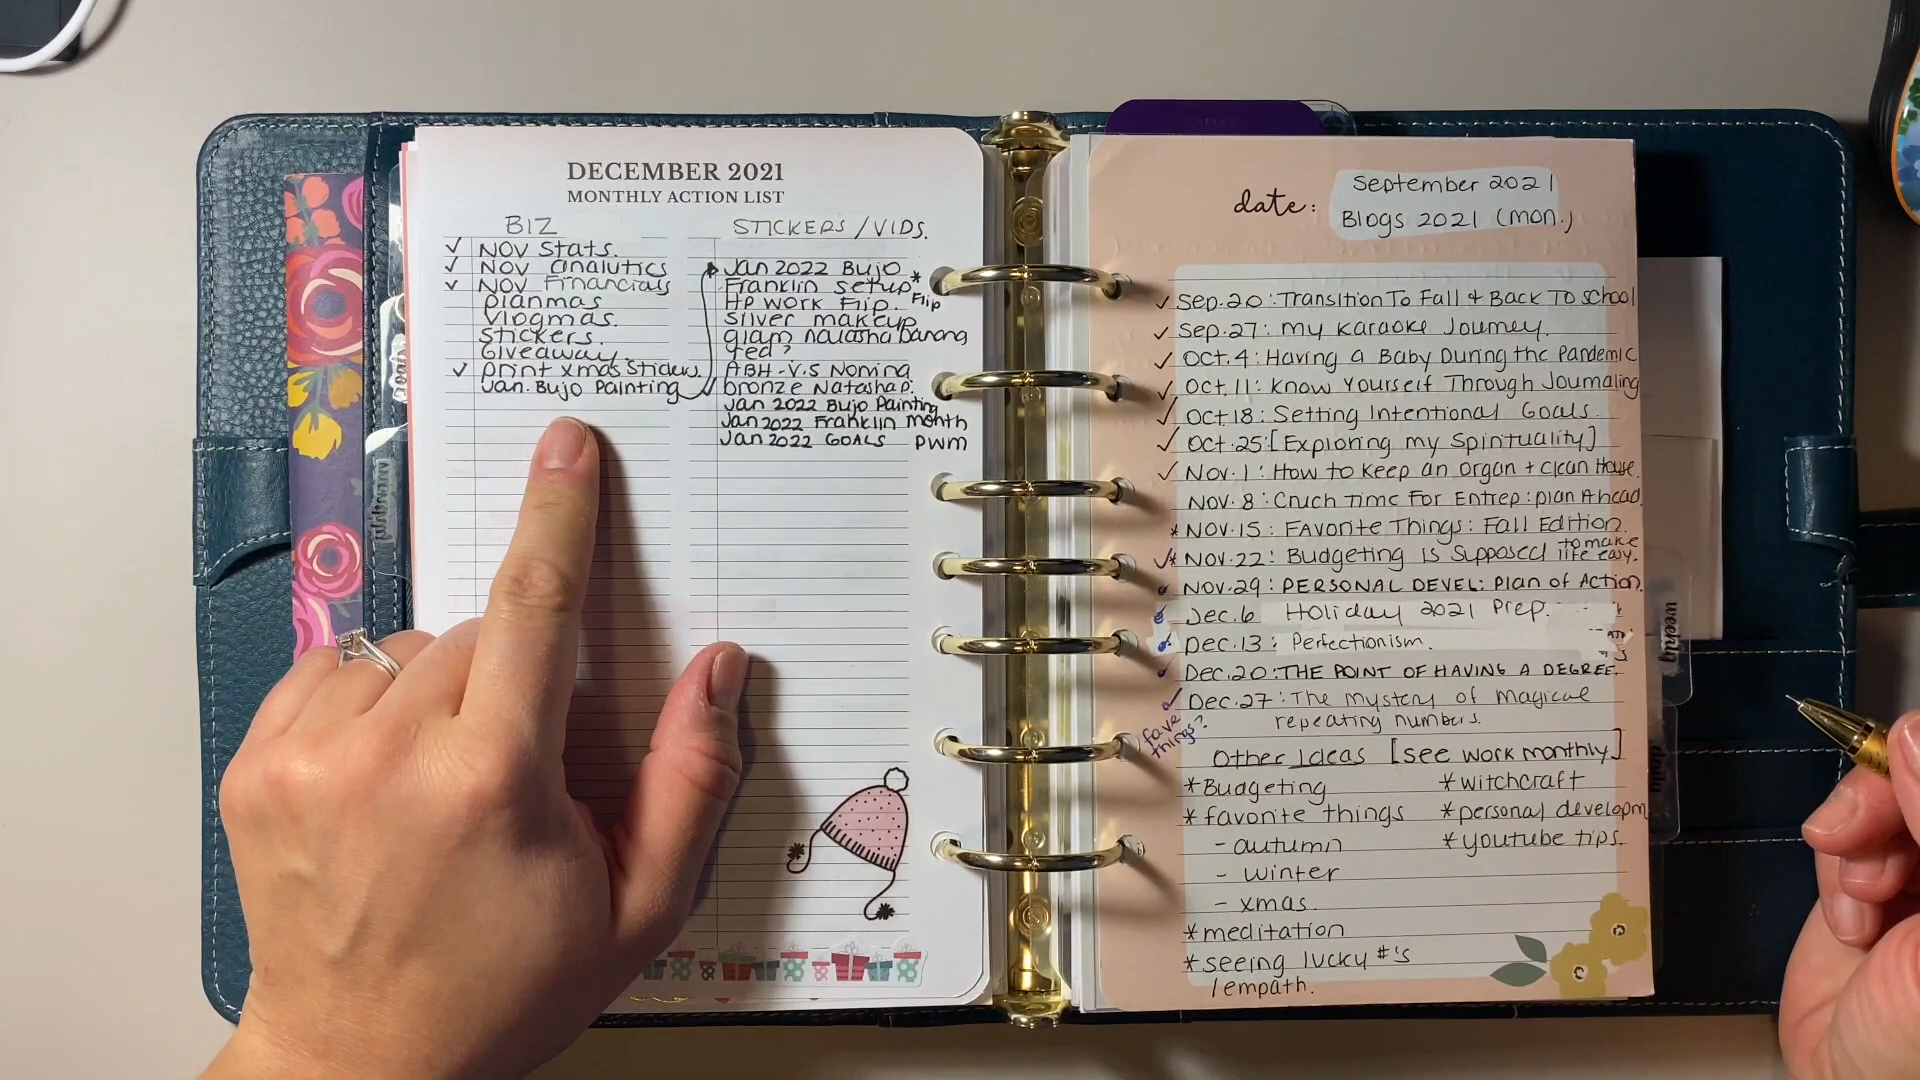 DECEMBER 2021
MONTHLY ACTION LIST
BIZ
✓ NOV Stats.
✓ NOV analytics
✓ NOV Financials
planmas
Vlogmas.
Stickers.
Giveaway.
✓ print xmas Stickers.
Jan. Bujo Painting
STICKERS / VIDS.
Jan 2022 Bujo
Franklin setup*
HP work Flip. Flip
silver makeup
glam natasha Danona
red?
ABH - V.S Noming
✓ bronze Natasha D.
Jan 2022 Bujo Painting
Jan 2022 Franklin month
Jan 2022 GOALS PWM
date: September 2021
Blogs 2021 (mon.)
✓ Sep. 20: Transition To Fall + Back To school
✓ Sep. 27: my karaoke Journey.
✓ Oct. 4: Having a Baby During the Pandemic
✓ Oct. 11: Know Yourself Through Journaling
✓ Oct. 18: Setting Intentional Goals.
✓ Oct. 25: [Exploring my Spirituality]
✓ Nov. 1: How to keep an organ + clean House.
NOV. 8: Cruch Time For Entrep: plan Ahead.
* NOV. 15: Favorite Things: Fall Edition.
✓* NOV. 22: Budgeting is supposed to make life easy.
NOV. 29: PERSONAL DEVEL: Plan of Action.
Dec. 6 Holiday 2021 Prep.
Dec. 13: Perfectionism.
Dec. 20: THE POINT OF HAVING A DEGREE.
Dec. 27: The mystery of magical
repeating numbers.
fave things?
Other Ideas [see work monthly]
* Budgeting
* favorite things
- autumn
- winter
- xmas.
* meditation
* seeing lucky #'s
/empath.
* witchcraft
* personal developm
* youtube tips.
weekly
daily